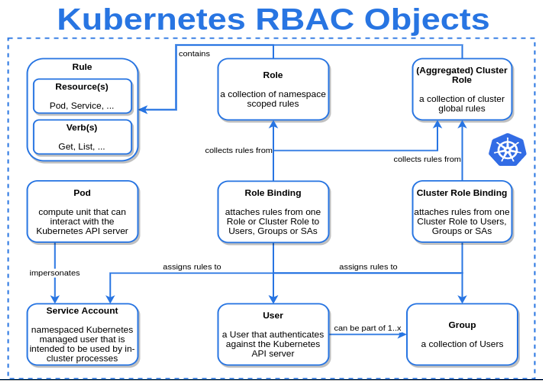 Kubernetes RBAC Objects
contains
Rule
Resource(s)
Pod, Service, ...
Verb(s)
Get, List, ...
Role
a collection of namespace
scoped rules
(Aggregated) Cluster
Role
a collection of cluster
global rules
collects rules from
collects rules from
Pod
compute unit that can
interact with the
Kubernetes API server
Role Binding
attaches rules from one
Role or Cluster Role to
Users, Groups or SAs
Cluster Role Binding
attaches rules from one
Cluster Role to Users,
Groups or SAs
impersonates
assigns rules to
assigns rules to
Service Account
namespaced Kubernetes
managed user that is
intended to be used by in-
cluster processes
User
a User that authenticates
against the Kubernetes
API server
can be part of 1..x
Group
a collection of Users